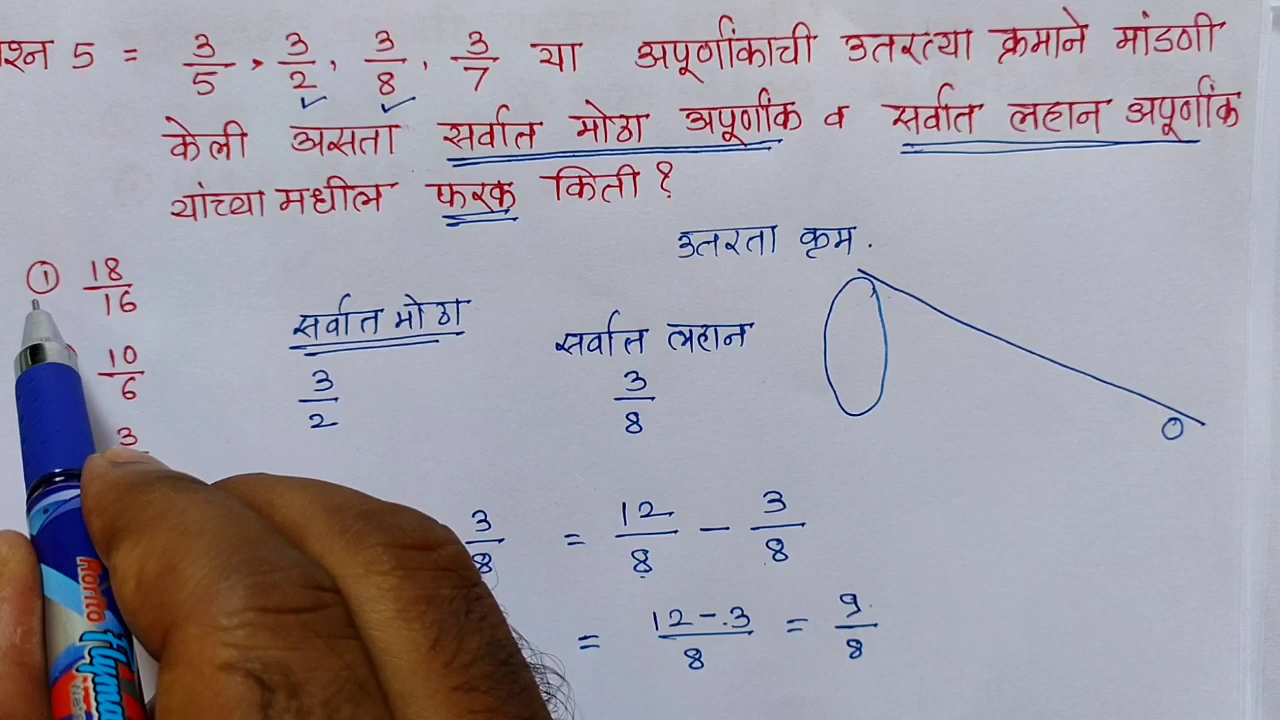 श्न 5 = 3/5, 3/2, 3/8, 3/7 या अपूर्णांकाची उतरत्या क्रमाने मांडणी
केली असता सर्वात मोठा अपूर्णांक व सर्वात लहान अपूर्णांक
यांच्या मधील फरक किती ?
उतरता क्रम.
① 18/16
सर्वात मोठा सर्वात लहान
10/6
3/2 3/8
3
3/8 = 12/8 - 3/8
= 12-3/8 = 9/8